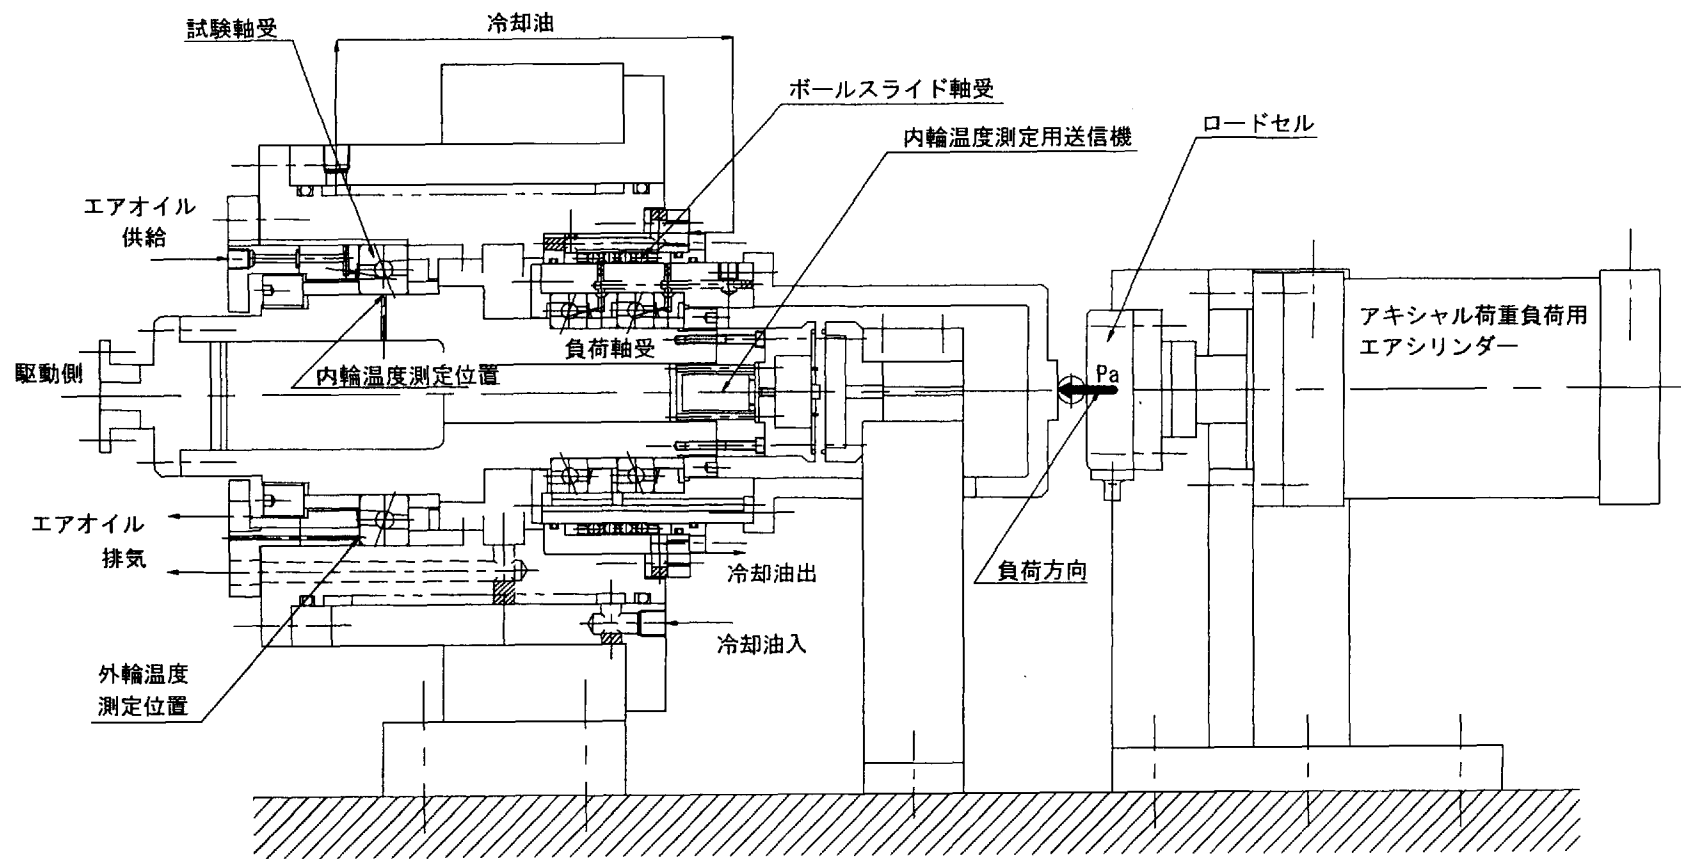 冷却油
試験軸受
ボールスライド軸受
ロードセル
内輪温度測定用送信機
エアオイル
供給
アキシャル荷重負荷用
エアシリンダー
負荷軸受
駆動側
内輪温度測定位置
Pa
エアオイル
排気
冷却油出
負荷方向
冷却油入
外輪温度
測定位置